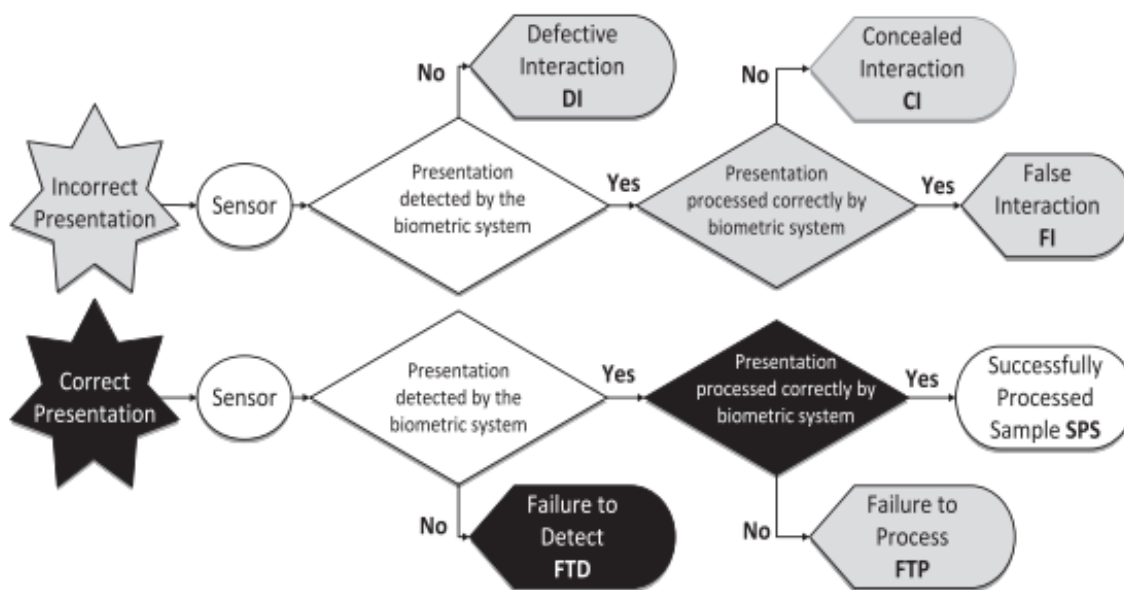 Defective
Interaction
DI
Concealed
Interaction
CI
No
No
Incorrect
Presentation
Sensor
Presentation
detected by the
biometric system
Yes
Presentation
processed correctly by
biometric system
Yes
False
Interaction
FI
Correct
Presentation
Sensor
Presentation
detected by the
biometric system
Yes
Presentation
processed correctly by
biometric system
Yes
Successfully
Processed
Sample SPS
No
Failure to
Detect
FTD
No
Failure to
Process
FTP